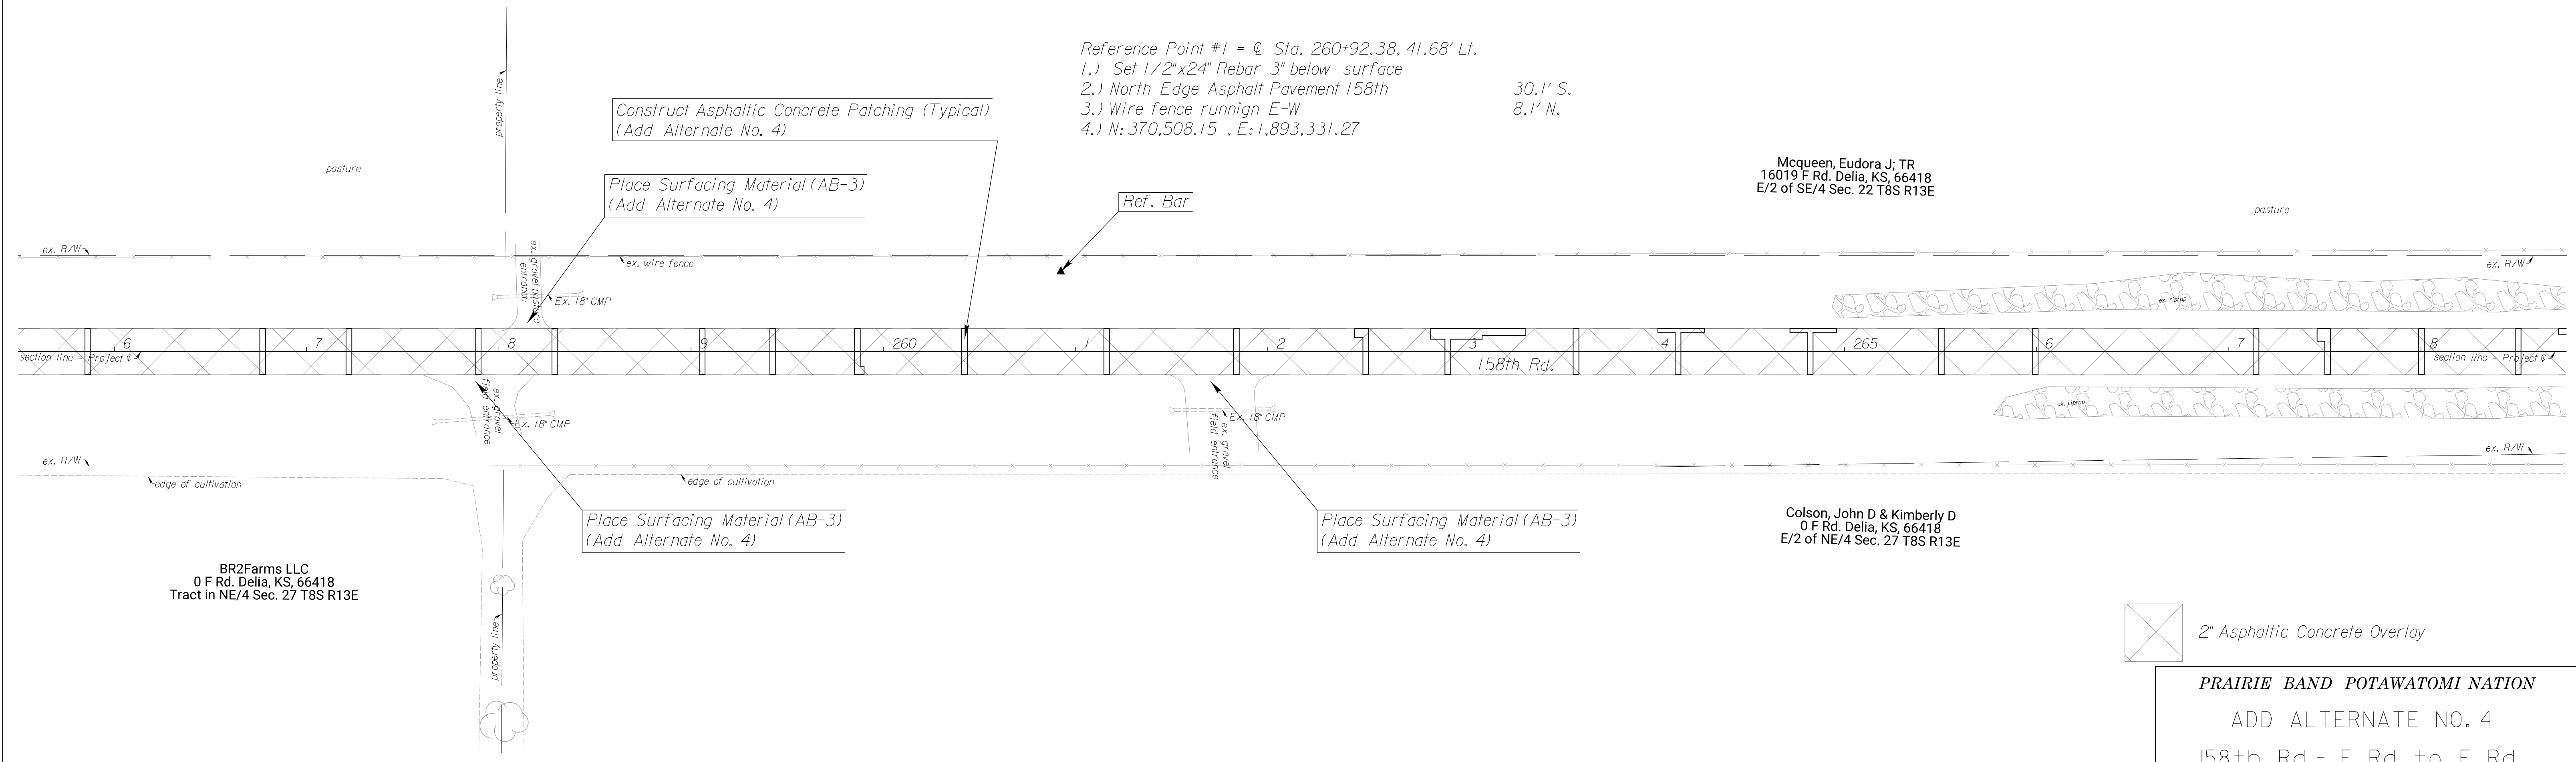 Reference Point #1 = ℄ Sta. 260+92.38, 41.68' Lt.
1.) Set 1/2"x24" Rebar 3" below surface
2.) North Edge Asphalt Pavement 158th 30.1' S.
3.) Wire fence runnign E-W 8.1' N.
4.) N: 370,508.15 , E: 1,893,331.27
property line
Construct Asphaltic Concrete Patching (Typical)
(Add Alternate No. 4)
pasture
Place Surfacing Material (AB-3)
(Add Alternate No. 4)
Ref. Bar
Mcqueen, Eudora J; TR
16019 F Rd. Delia, KS, 66418
E/2 of SE/4 Sec. 22 T8S R13E
pasture
ex. R/W
ex. gravel pasture
entrance
ex. wire fence
ex. R/W
Ex. 18" CMP
ex. riprap
6 7 8 9 260 1 2 3 4 265 6 7 8
section line = Project ℄
158th Rd.
section line = Project ℄
ex. gravel
field entrance
Ex. 18" CMP
ex. gravel
field entrance
Ex. 18" CMP
ex. riprap
ex. R/W
ex. R/W
edge of cultivation
edge of cultivation
Place Surfacing Material (AB-3)
(Add Alternate No. 4)
Place Surfacing Material (AB-3)
(Add Alternate No. 4)
Colson, John D & Kimberly D
0 F Rd. Delia, KS, 66418
E/2 of NE/4 Sec. 27 T8S R13E
BR2Farms LLC
0 F Rd. Delia, KS, 66418
Tract in NE/4 Sec. 27 T8S R13E
property line
2" Asphaltic Concrete Overlay
PRAIRIE BAND POTAWATOMI NATION
ADD ALTERNATE NO. 4
158th Rd - Rd to Rd